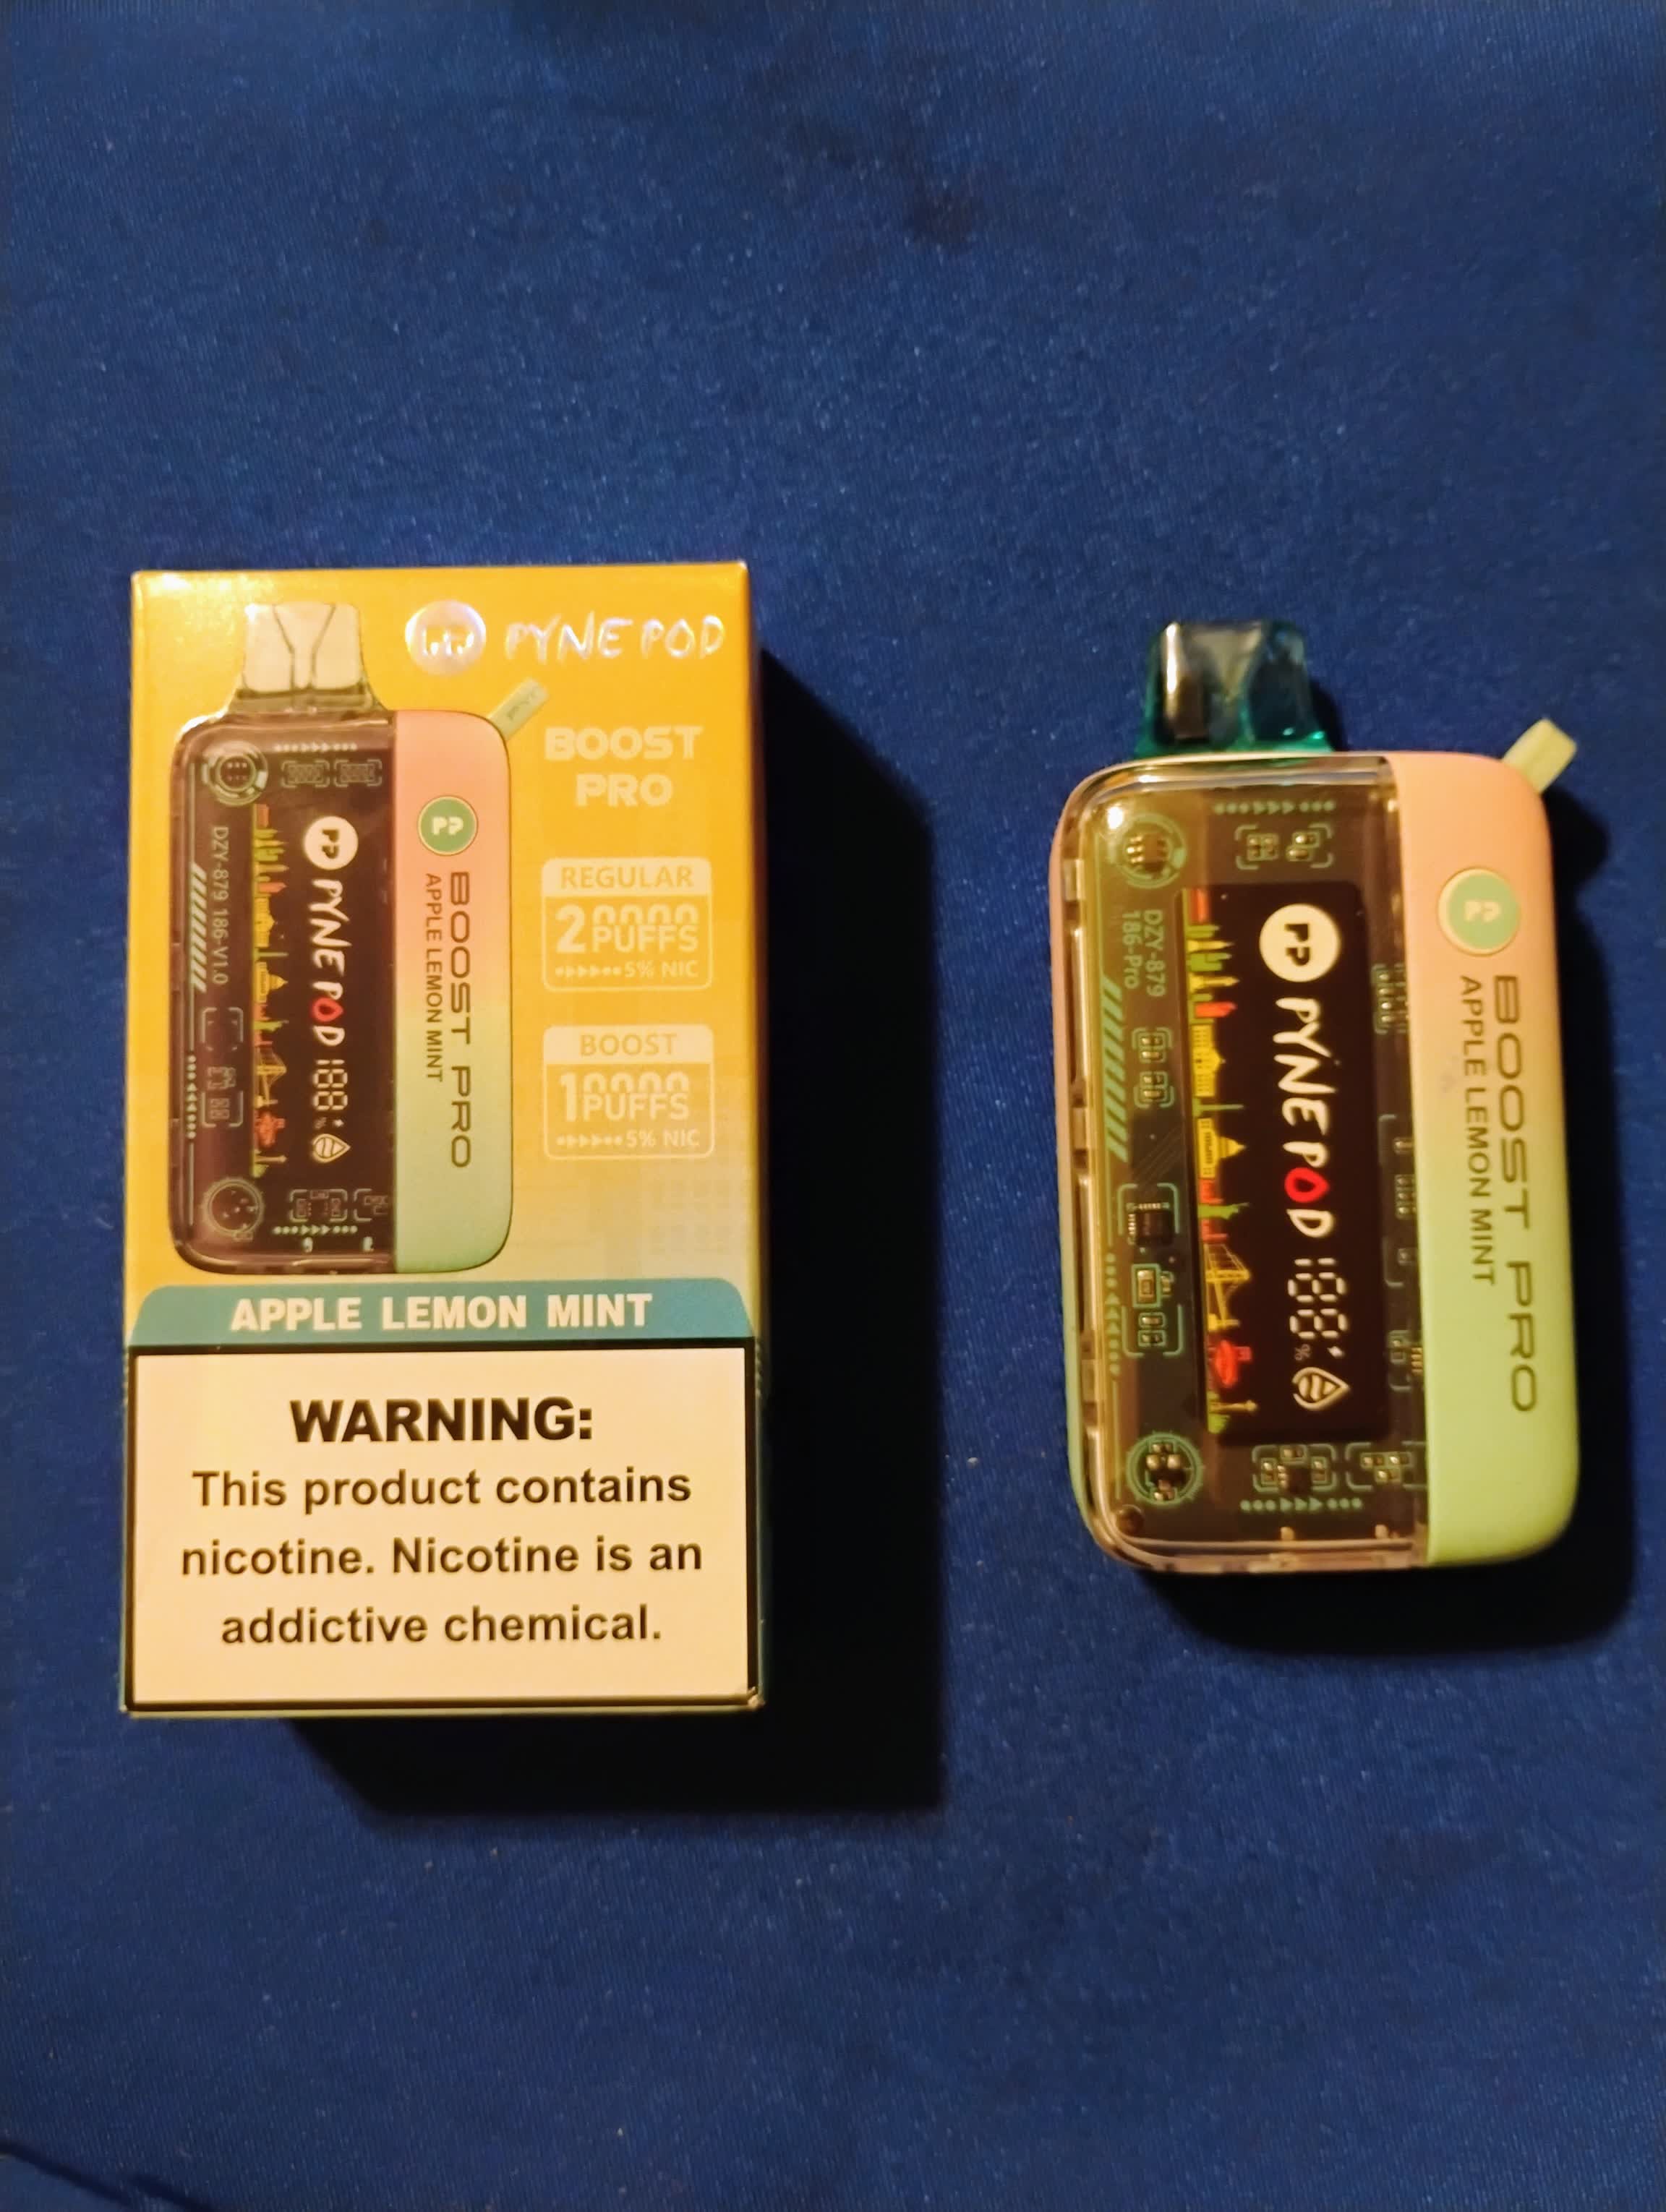 PYNE POD
BOOST
PRO
REGULAR
20000
PUFFS
5% NIC
BOOST
10000
PUFFS
5% NIC
DZY-879 186-V1.0
PYNE POD 188%
BOOST PRO
APPLE LEMON MINT
APPLE LEMON MINT
WARNING:
This product contains
nicotine. Nicotine is an
addictive chemical.
DZY-879
186-Pro
PYNE POD 188%
BOOST PRO
APPLE LEMON MINT